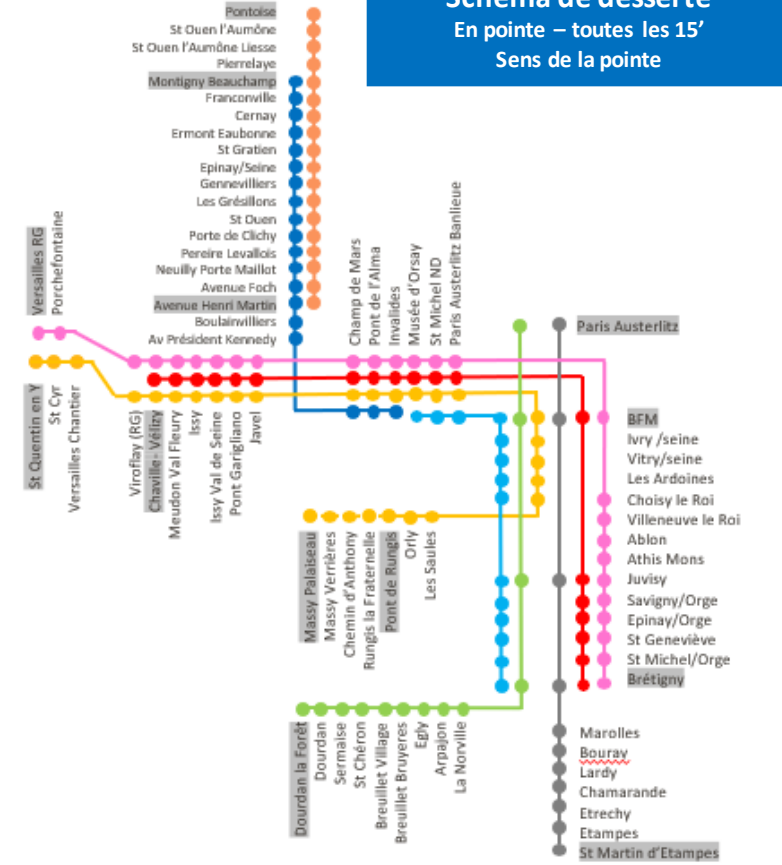 Schéma de desserte
En pointe – toutes les 15’
Sens de la pointe
Pontoise
St Ouen l’Aumône
St Ouen l’Aumône Liesse
Pierrelaye
Montigny Beauchamp
Franconville
Cernay
Ermont Eaubonne
St Gratien
Epinay/Seine
Gennevilliers
Les Grésillons
St Ouen
Porte de Clichy
Pereire Levallois
Neuilly Porte Maillot
Avenue Foch
Avenue Henri Martin
Boulainvilliers
Av Président Kennedy
Versailles RG
Porchefontaine
Champ de Mars
Pont de l’Alma
Invalides
Musée d’Orsay
St Michel ND
Paris Austerlitz Banlieue
St Quentin en Y
St Cyr
Versailles Chantier
Viroflay (RG)
Chaville- Vélizy
Meudon Val Fleury
Issy
Issy Val de Seine
Pont Garigliano
Javel
Massy Palaiseau
Massy Verrières
Chemin d’Anthony
Rungis la Fraternelle
Pont de Rungis
Orly
Les Saules
Dourdan la Forêt
Dourdan
Sermaise
St Chéron
Breuillet Village
Breuillet Bruyeres
Egly
Arpajon
La Norville
Paris Austerlitz
BFM
Ivry /seine
Vitry/seine
Les Ardoines
Choisy le Roi
Villeneuve le Roi
Ablon
Athis Mons
Juvisy
Savigny/Orge
Epinay/Orge
St Geneviève
St Michel/Orge
Brétigny
Marolles
Bouray
Lardy
Chamarande
Etrechy
Etampes
St Martin d’Etampes